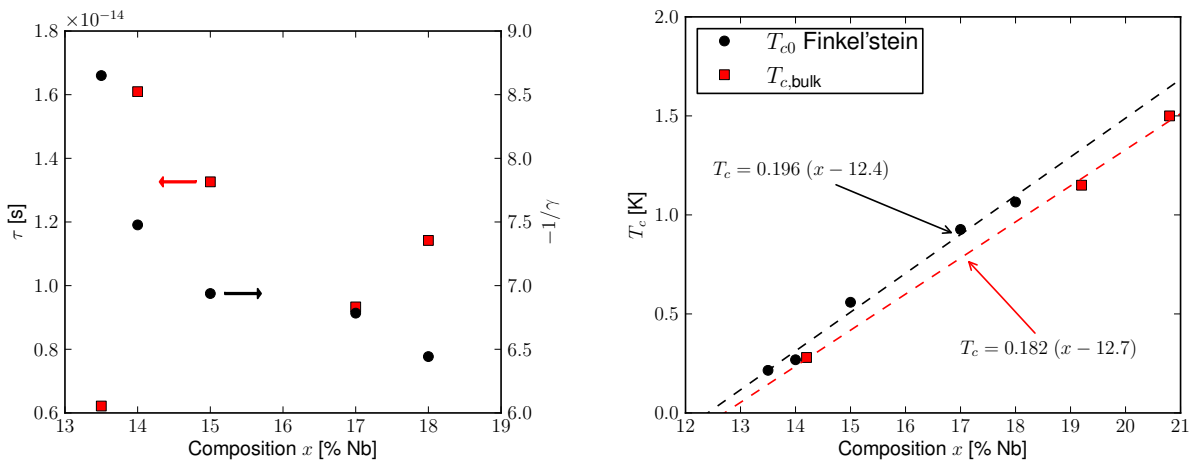 ×10⁻¹⁴
1.8
1.6
1.4
1.2
1.0
0.8
0.6
τ [s]
9.0
8.5
8.0
7.5
7.0
6.5
6.0
−1/γ
13 14 15 16 17 18 19
Composition x [% Nb]
2.0
1.5
1.0
0.5
0.0
T_c [K]
T_{c0} Finkel'stein
T_{c,bulk}
T_c = 0.196 (x − 12.4)
T_c = 0.182 (x − 12.7)
12 13 14 15 16 17 18 19 20 21
Composition x [% Nb]